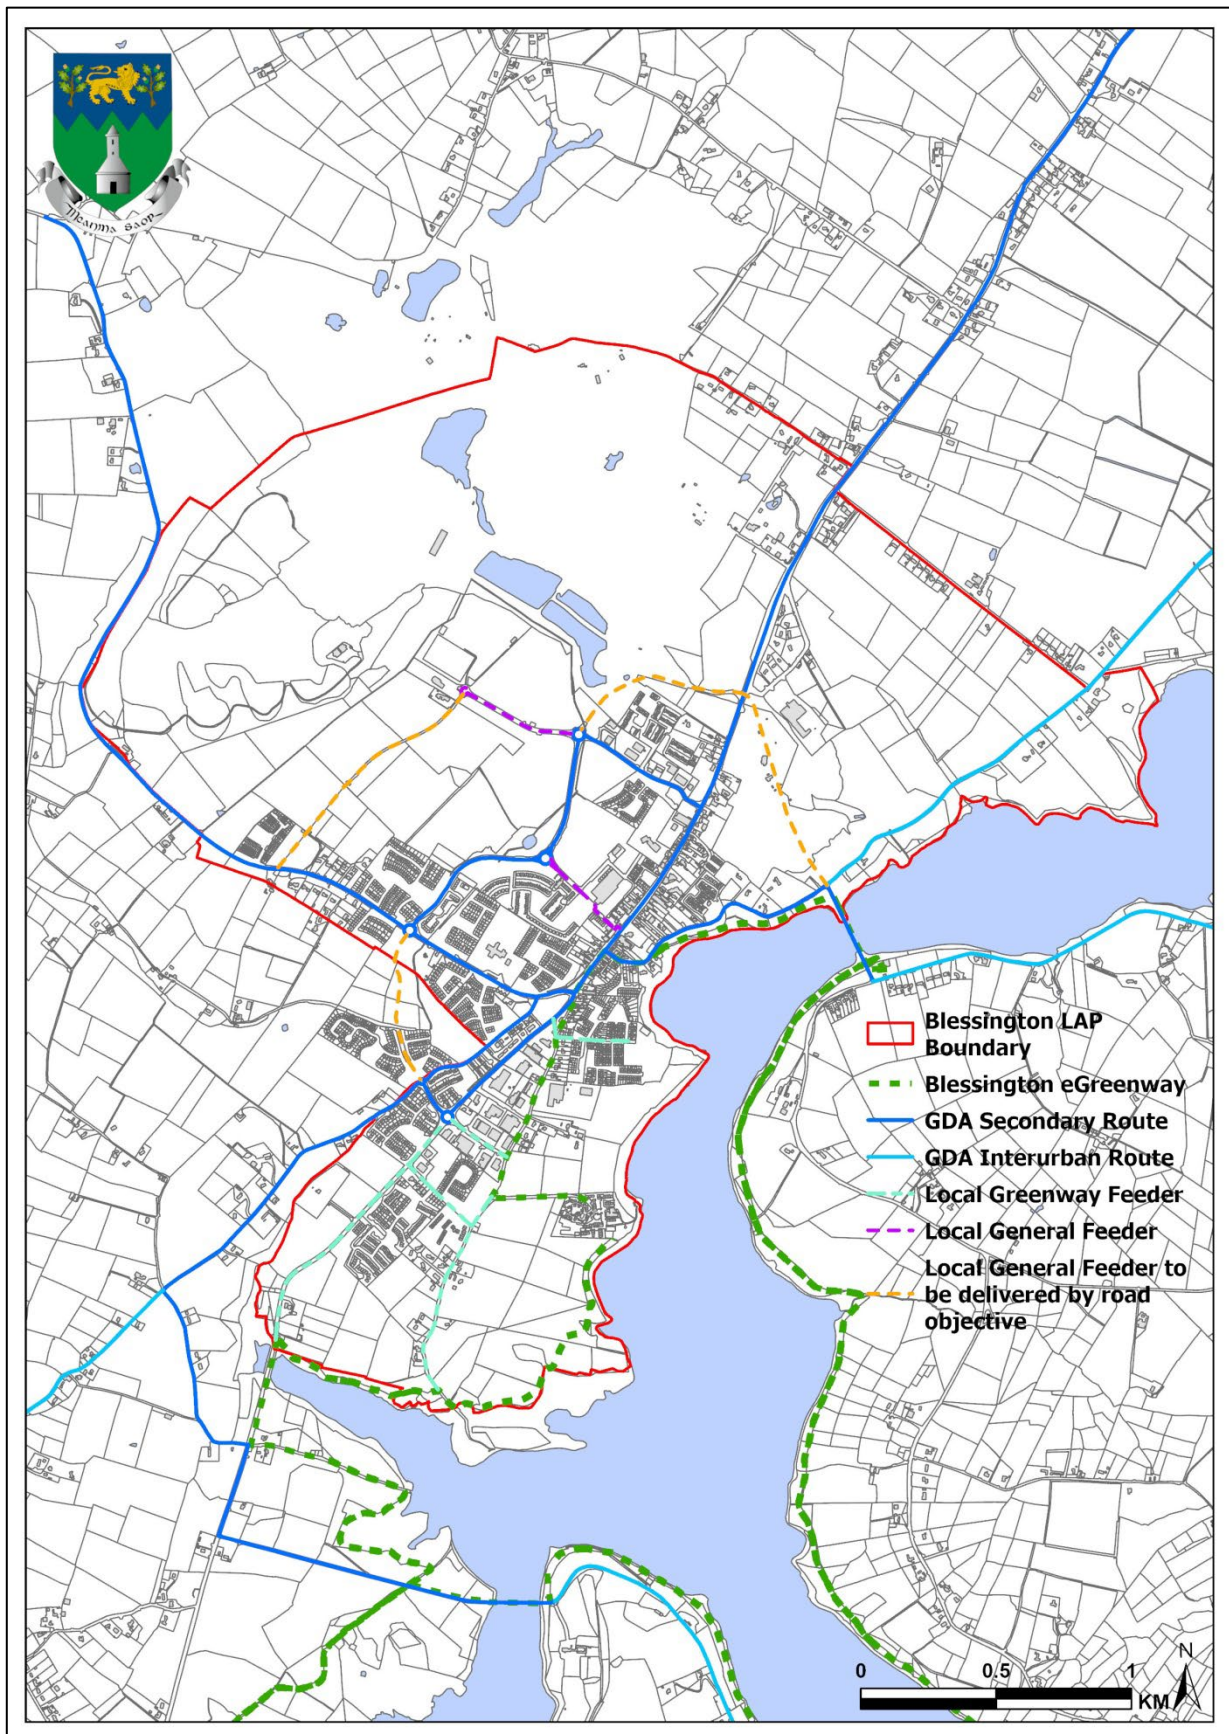 Blessington LAP
Boundary
Blessington eGreenway
GDA Secondary Route
GDA Interurban Route
Local Greenway Feeder
Local General Feeder
Local General Feeder to
be delivered by road
objective
N
0 0.5 1
KM